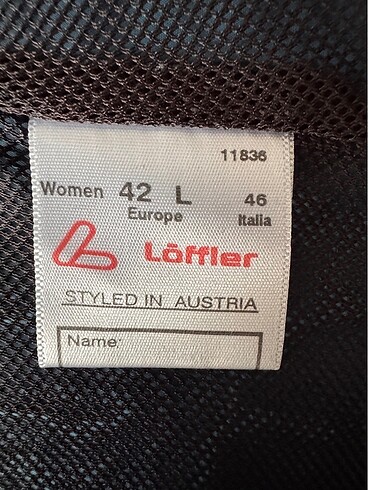 11836
Women 42 L 46
Europe Italia
Löffler
STYLED IN AUSTRIA
Name: